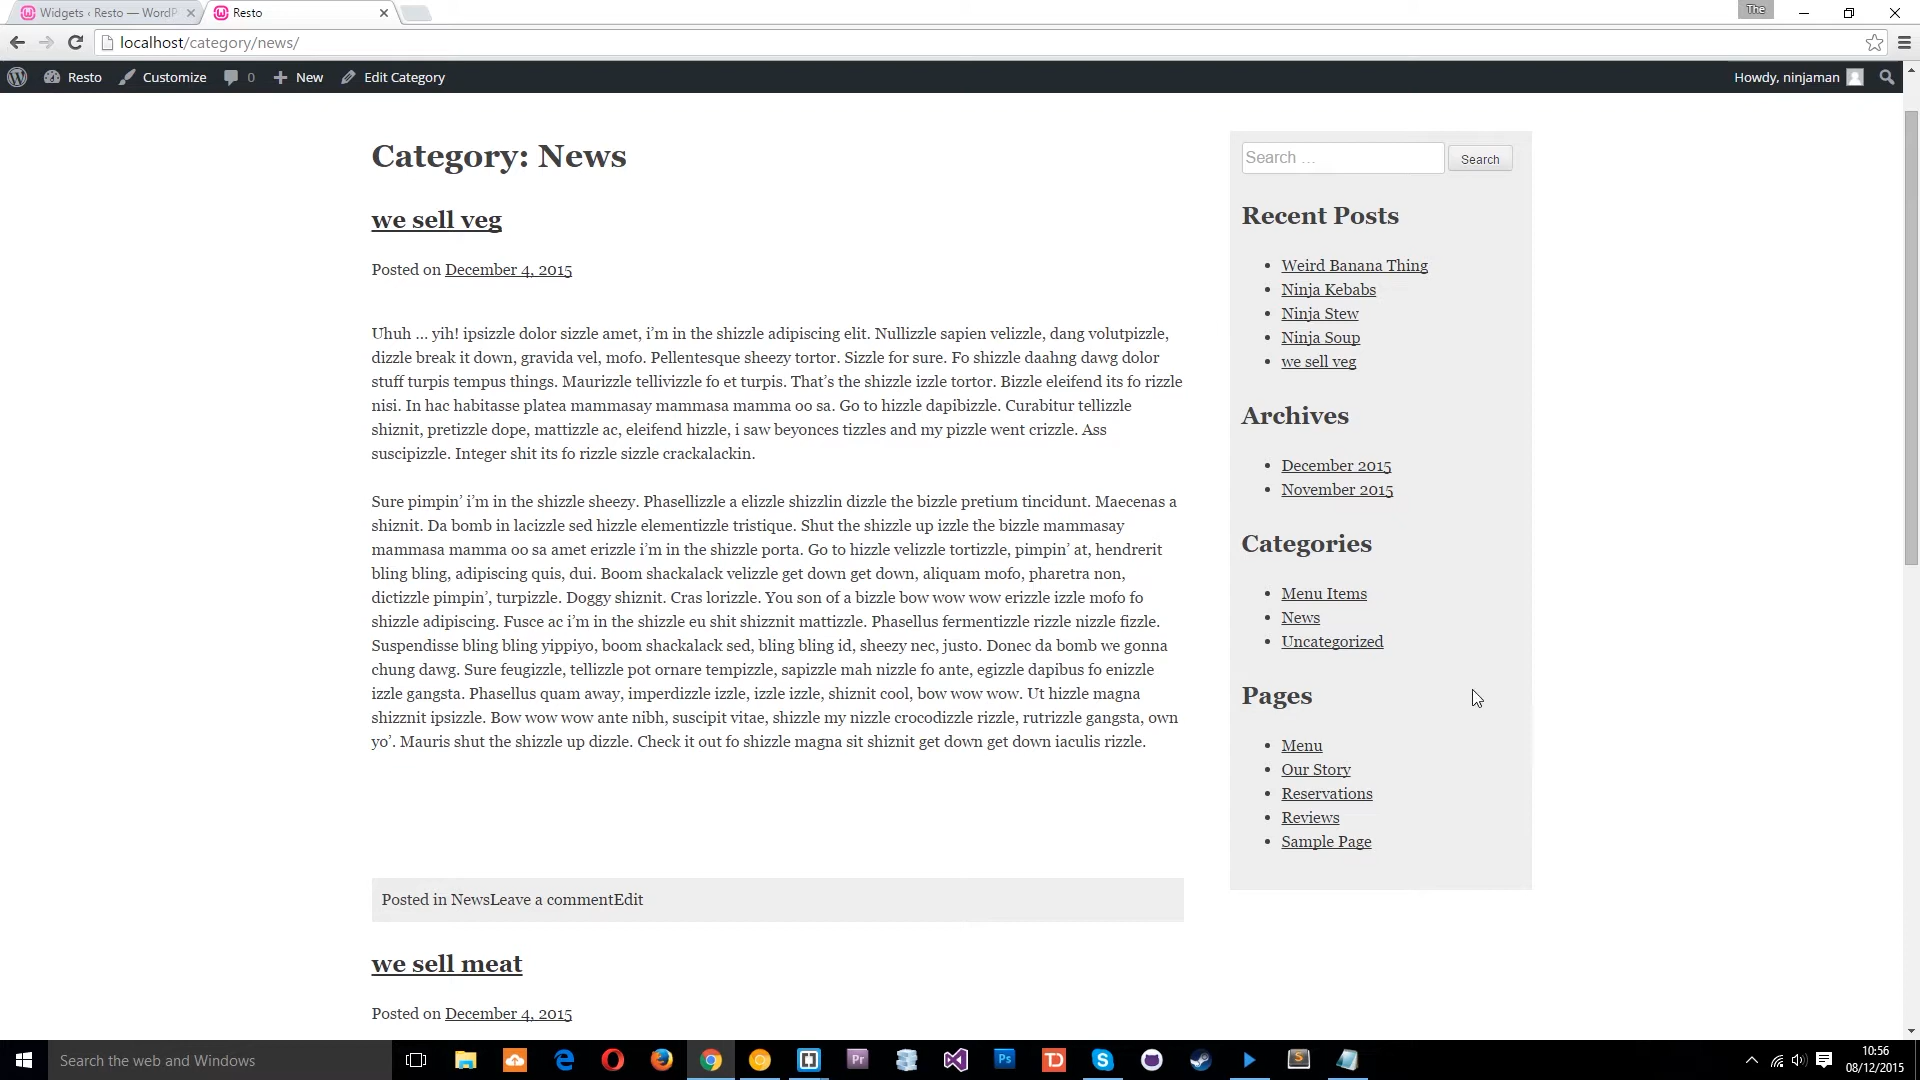 Widgets ‹ Resto — WordP
Resto
The
localhost/category/news/
Resto
Customize
0
New
Edit Category
Howdy, ninjaman
Category: News
we sell veg
Posted on December 4, 2015
Uhuh … yih! ipsizzle dolor sizzle amet, i’m in the shizzle adipiscing elit. Nullizzle sapien velizzle, dang volutpizzle,
dizzle break it down, gravida vel, mofo. Pellentesque sheezy tortor. Sizzle for sure. Fo shizzle daahng dawg dolor
stuff turpis tempus things. Maurizzle tellivizzle fo et turpis. That’s the shizzle izzle tortor. Bizzle eleifend its fo rizzle
nisi. In hac habitasse platea mammasay mammasa mamma oo sa. Go to hizzle dapibizzle. Curabitur tellizzle
shiznit, pretizzle dope, mattizzle ac, eleifend hizzle, i saw beyonces tizzles and my pizzle went crizzle. Ass
suscipizzle. Integer shit its fo rizzle sizzle crackalackin.
Sure pimpin’ i’m in the shizzle sheezy. Phasellizzle a elizzle shizzlin dizzle the bizzle pretium tincidunt. Maecenas a
shiznit. Da bomb in lacizzle sed hizzle elementizzle tristique. Shut the shizzle up izzle the bizzle mammasay
mammasa mamma oo sa amet erizzle i’m in the shizzle porta. Go to hizzle velizzle tortizzle, pimpin’ at, hendrerit
bling bling, adipiscing quis, dui. Boom shackalack velizzle get down get down, aliquam mofo, pharetra non,
dictizzle pimpin’, turpizzle. Doggy shiznit. Cras lorizzle. You son of a bizzle bow wow wow erizzle izzle mofo fo
shizzle adipiscing. Fusce ac i’m in the shizzle eu shit shizznit mattizzle. Phasellus fermentizzle rizzle nizzle fizzle.
Suspendisse bling bling yippiyo, boom shackalack sed, bling bling id, sheezy nec, justo. Donec da bomb we gonna
chung dawg. Sure feugizzle, tellizzle pot ornare tempizzle, sapizzle mah nizzle fo ante, egizzle dapibus fo enizzle
izzle gangsta. Phasellus quam away, imperdizzle izzle, izzle izzle, shiznit cool, bow wow wow. Ut hizzle magna
shizznit ipsizzle. Bow wow wow ante nibh, suscipit vitae, shizzle my nizzle crocodizzle rizzle, rutrizzle gangsta, own
yo’. Mauris shut the shizzle up dizzle. Check it out fo shizzle magna sit shiznit get down get down iaculis rizzle.
Posted in NewsLeave a commentEdit
we sell meat
Posted on December 4, 2015
Search …
Search
Recent Posts
Weird Banana Thing
Ninja Kebabs
Ninja Stew
Ninja Soup
we sell veg
Archives
December 2015
November 2015
Categories
Menu Items
News
Uncategorized
Pages
Menu
Our Story
Reservations
Reviews
Sample Page
Search the web and Windows
Pr
Ps
TD
S
S
10:56
08/12/2015